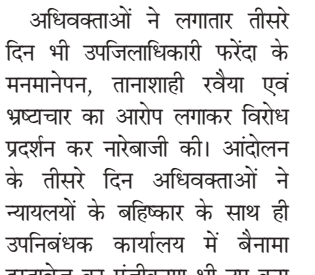 अधिवक्ताओं ने लगातार तीसरे
दिन भी उपजिलाधिकारी फरेंदा के
मनमानेपन, तानाशाही रवैया एवं
भ्रष्टाचार का आरोप लगाकर विरोध
प्रदर्शन कर नारेबाजी की। आंदोलन
के तीसरे दिन अधिवक्ताओं ने
न्यायलयों के बहिष्कार के साथ ही
उपनिबंधक कार्यालय में बैनामा